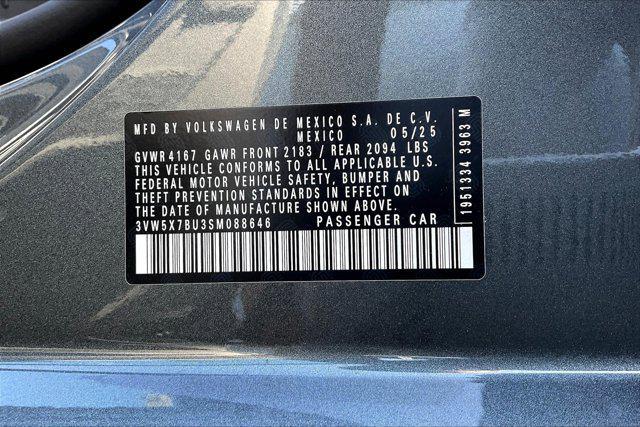 MFD BY VOLKSWAGEN DE MEXICO S.A. DE C.V.
MEXICO 05/25
GVWR 4167 GAWR FRONT 2183 / REAR 2094 LBS
THIS VEHICLE CONFORMS TO ALL APPLICABLE U.S.
FEDERAL MOTOR VEHICLE SAFETY, BUMPER AND
THEFT PREVENTION STANDARDS IN EFFECT ON
THE DATE OF MANUFACTURE SHOWN ABOVE.
3VW5X7BU3SM088646 PASSENGER CAR
1951334 3963 M